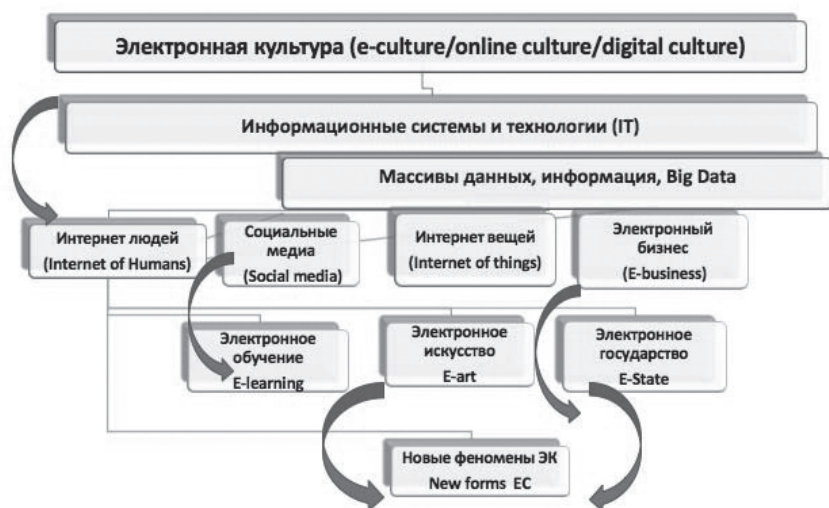 Электронная культура (e-culture/online culture/digital culture)
Информационные системы и технологии (IT)
Массивы данных, информация, Big Data
Интернет людей
(Internet of Humans)
Социальные
медиа
(Social media)
Интернет вещей
(Internet of things)
Электронный
бизнес
(E-business)
Электронное
обучение
E-learning
Электронное
искусство
E-art
Электронное
государство
E-State
Новые феномены ЭК
New forms EC